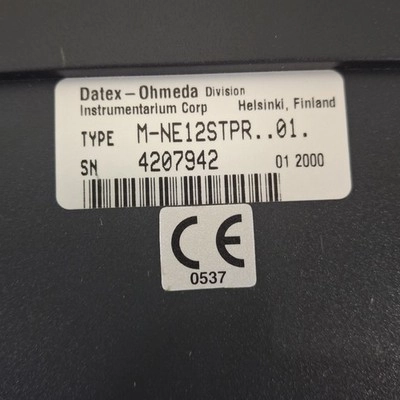 Datex-Ohmeda Division
Instrumentarium Corp Helsinki, Finland
TYPE M-NE12STPR..01.
SN 4207942 01 2000
CE
0537